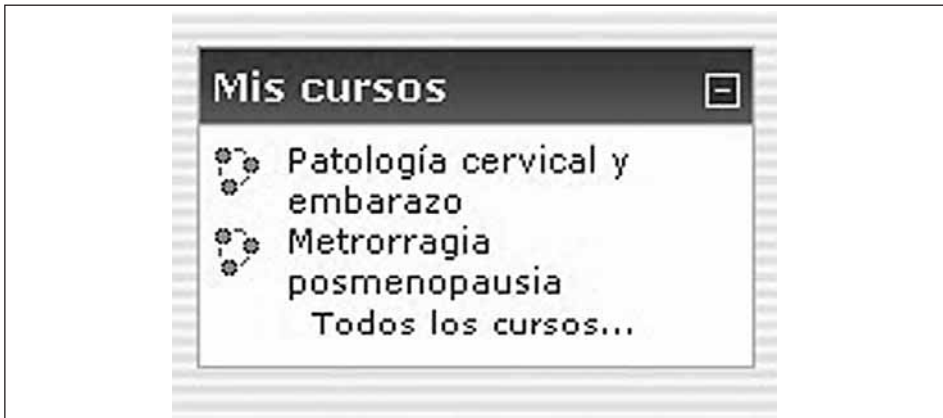 Mis cursos
Patología cervical y
embarazo
Metrorragia
posmenopausia
Todos los cursos...